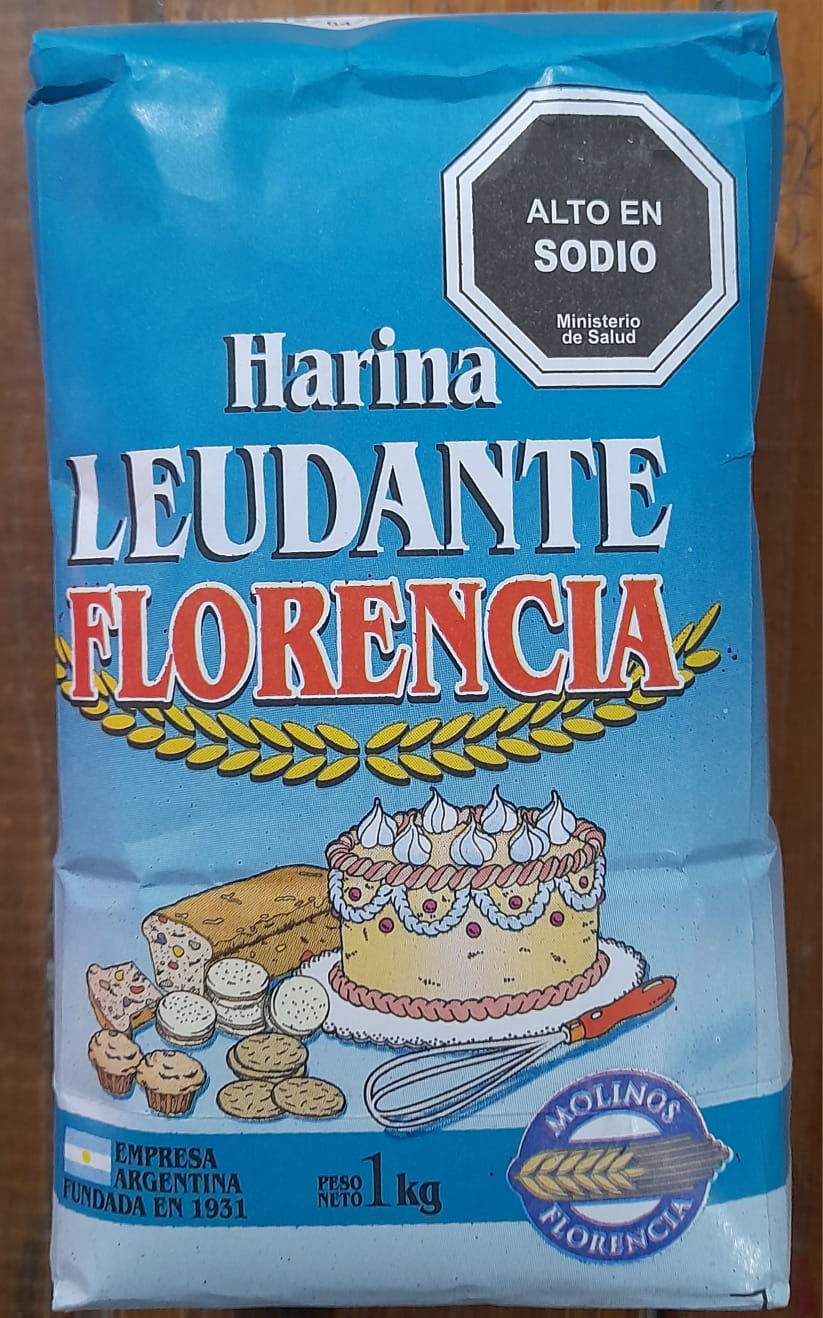 ALTO EN
SODIO
Ministerio
de Salud
Harina
LEUDANTE
FLORENCIA
EMPRESA
ARGENTINA
FUNDADA EN 1931
PESO
NETO
1 kg
MOLINOS
FLORENCIA